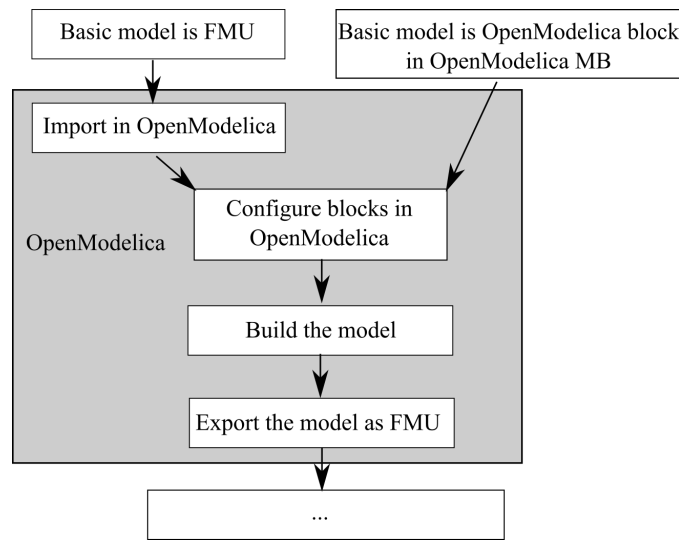 Basic model is FMU
Basic model is OpenModelica block
in OpenModelica MB
Import in OpenModelica
Configure blocks in
OpenModelica
OpenModelica
Build the model
Export the model as FMU
...